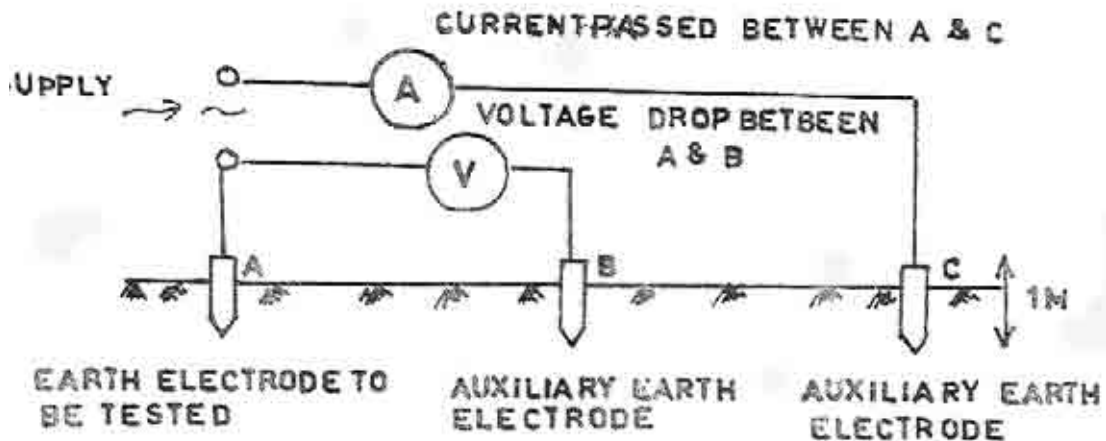 CURRENT PASSED BETWEEN A & C
UPPLY
A
VOLTAGE DROP BETBEEN
A & B
V
A
B
C
1M
EARTH ELECTRODE TO
BE TESTED
AUXILIARY EARTH
ELECTRODE
AUXILIARY EARTH
ELECTRODE